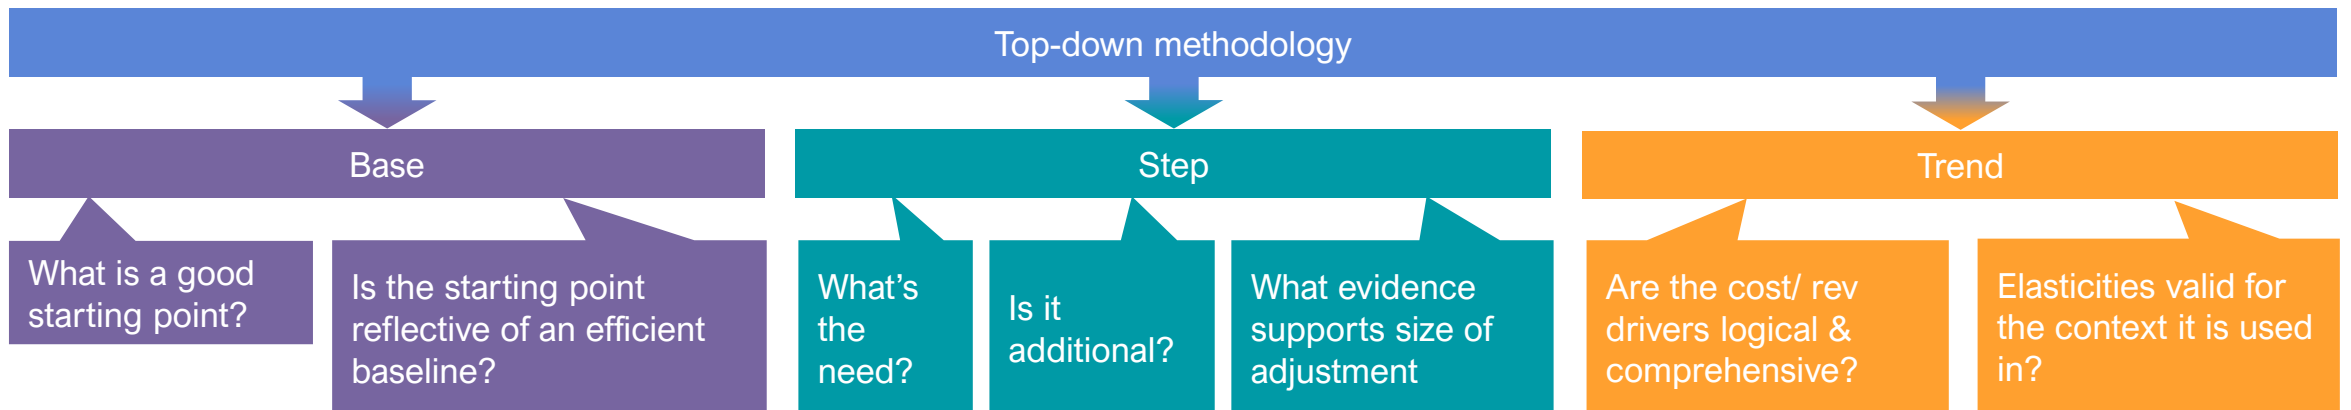 Top-down methodology
Base
Step
Trend
What is a good
starting point?
Is the starting point
reflective of an efficient
baseline?
What’s
the
need?
Is it
additional?
What evidence
supports size of
adjustment
Are the cost/ rev
drivers logical &
comprehensive?
Elasticities valid for
the context it is used
in?